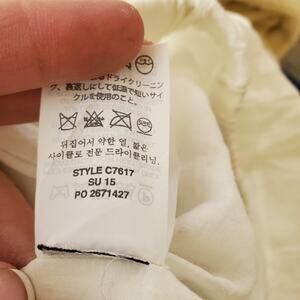 るドライクリーニン
グ、裏返しにして低温で短いサイ
クルを使用のこと。
뒤집어서 약한 열, 짧은
사이클로 전문 드라이클리닝.
STYLE C7617
SU 15
PO 2671427